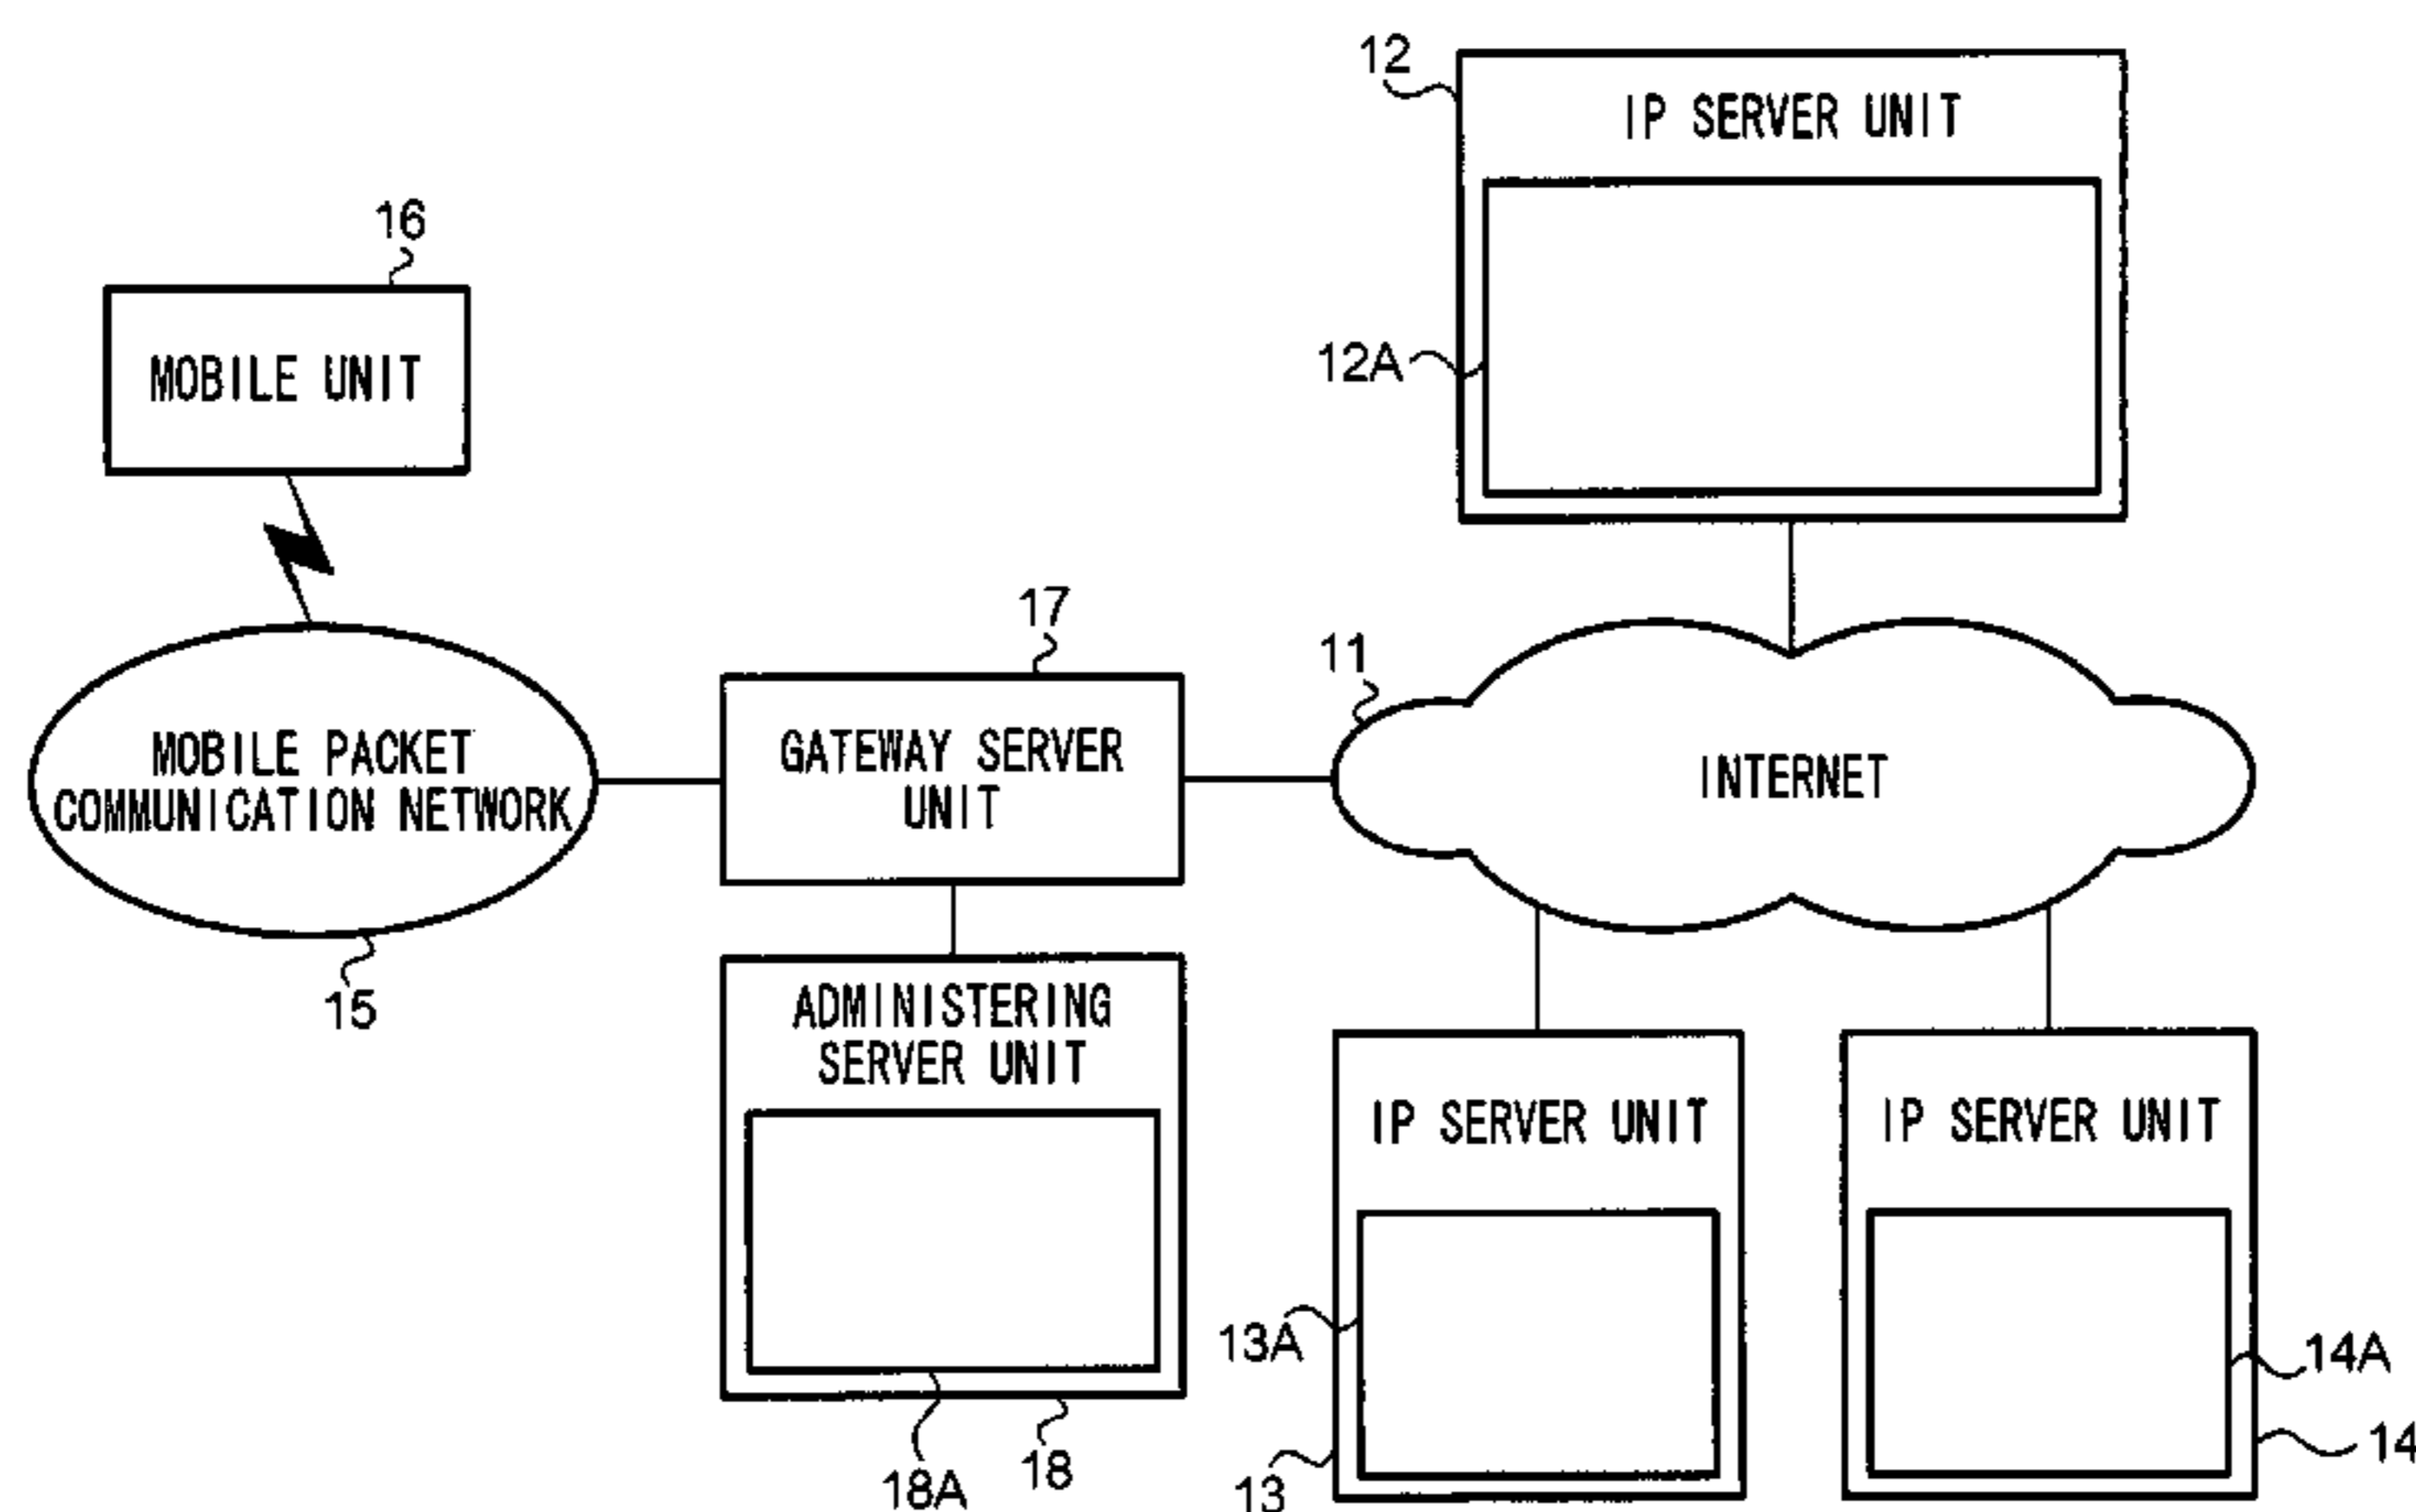 12
IP SERVER UNIT
12A
16
MOBILE UNIT
17
11
MOBILE PACKET
COMMUNICATION NETWORK
GATEWAY SERVER
UNIT
INTERNET
15
ADMINISTERING
SERVER UNIT
IP SERVER UNIT
IP SERVER UNIT
13A
14A
18A
18
13
14